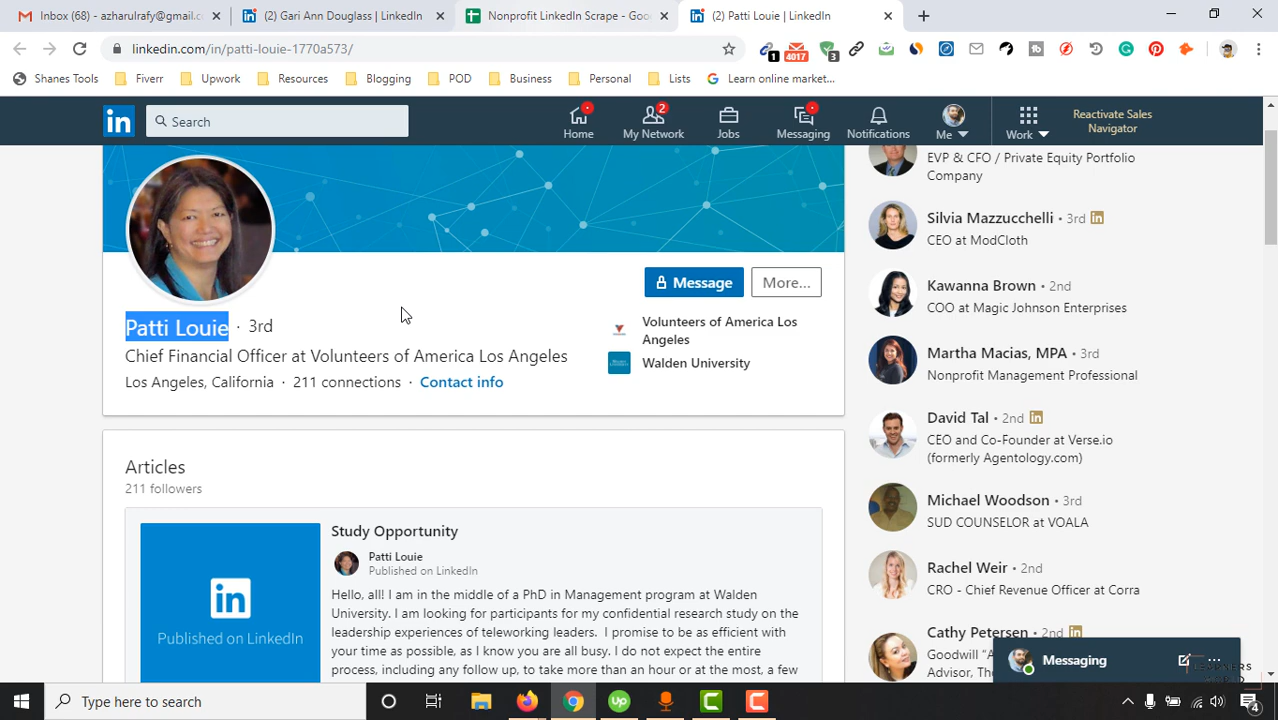 Inbox (68) - azharulrafy@gmail.c
(2) Gari Ann Douglass | LinkedIn
Nonprofit LinkedIn Scrape - Goo
(2) Patti Louie | LinkedIn
linkedin.com/in/patti-louie-1770a573/
1
4017
3
Shanes Tools
Fiverr
Upwork
Resources
Blogging
POD
Business
Personal
Lists
Learn online market...
Search
Home
2
My Network
Jobs
Messaging
Notifications
Me
Work
Reactivate Sales
Navigator
Message
More...
Patti Louie · 3rd
Chief Financial Officer at Volunteers of America Los Angeles
Los Angeles, California · 211 connections · Contact info
Volunteers of America Los
Angeles
Walden University
Articles
211 followers
Study Opportunity
Patti Louie
Published on LinkedIn
Hello, all! I am in the middle of a PhD in Management program at Walden
University. I am looking for participants for my confidential research study on the
leadership experiences of teleworking leaders. I promise to be as efficient with
your time as possible, as I know you are all busy. I do not expect the entire
process, including any follow up, to take more than an hour or at the most, a few
in
Published on LinkedIn
EVP & CFO / Private Equity Portfolio
Company
Silvia Mazzucchelli · 3rd
CEO at ModCloth
Kawanna Brown · 2nd
COO at Magic Johnson Enterprises
Martha Macias, MPA · 3rd
Nonprofit Management Professional
David Tal · 2nd
CEO and Co-Founder at Verse.io
(formerly Agentology.com)
Michael Woodson · 3rd
SUD COUNSELOR at VOALA
Rachel Weir · 2nd
CRO - Chief Revenue Officer at Corra
Cathy Petersen · 2nd
Goodwill "A
Advisor, Th
Messaging
LEARNERS
SQUAD
Type here to search
4